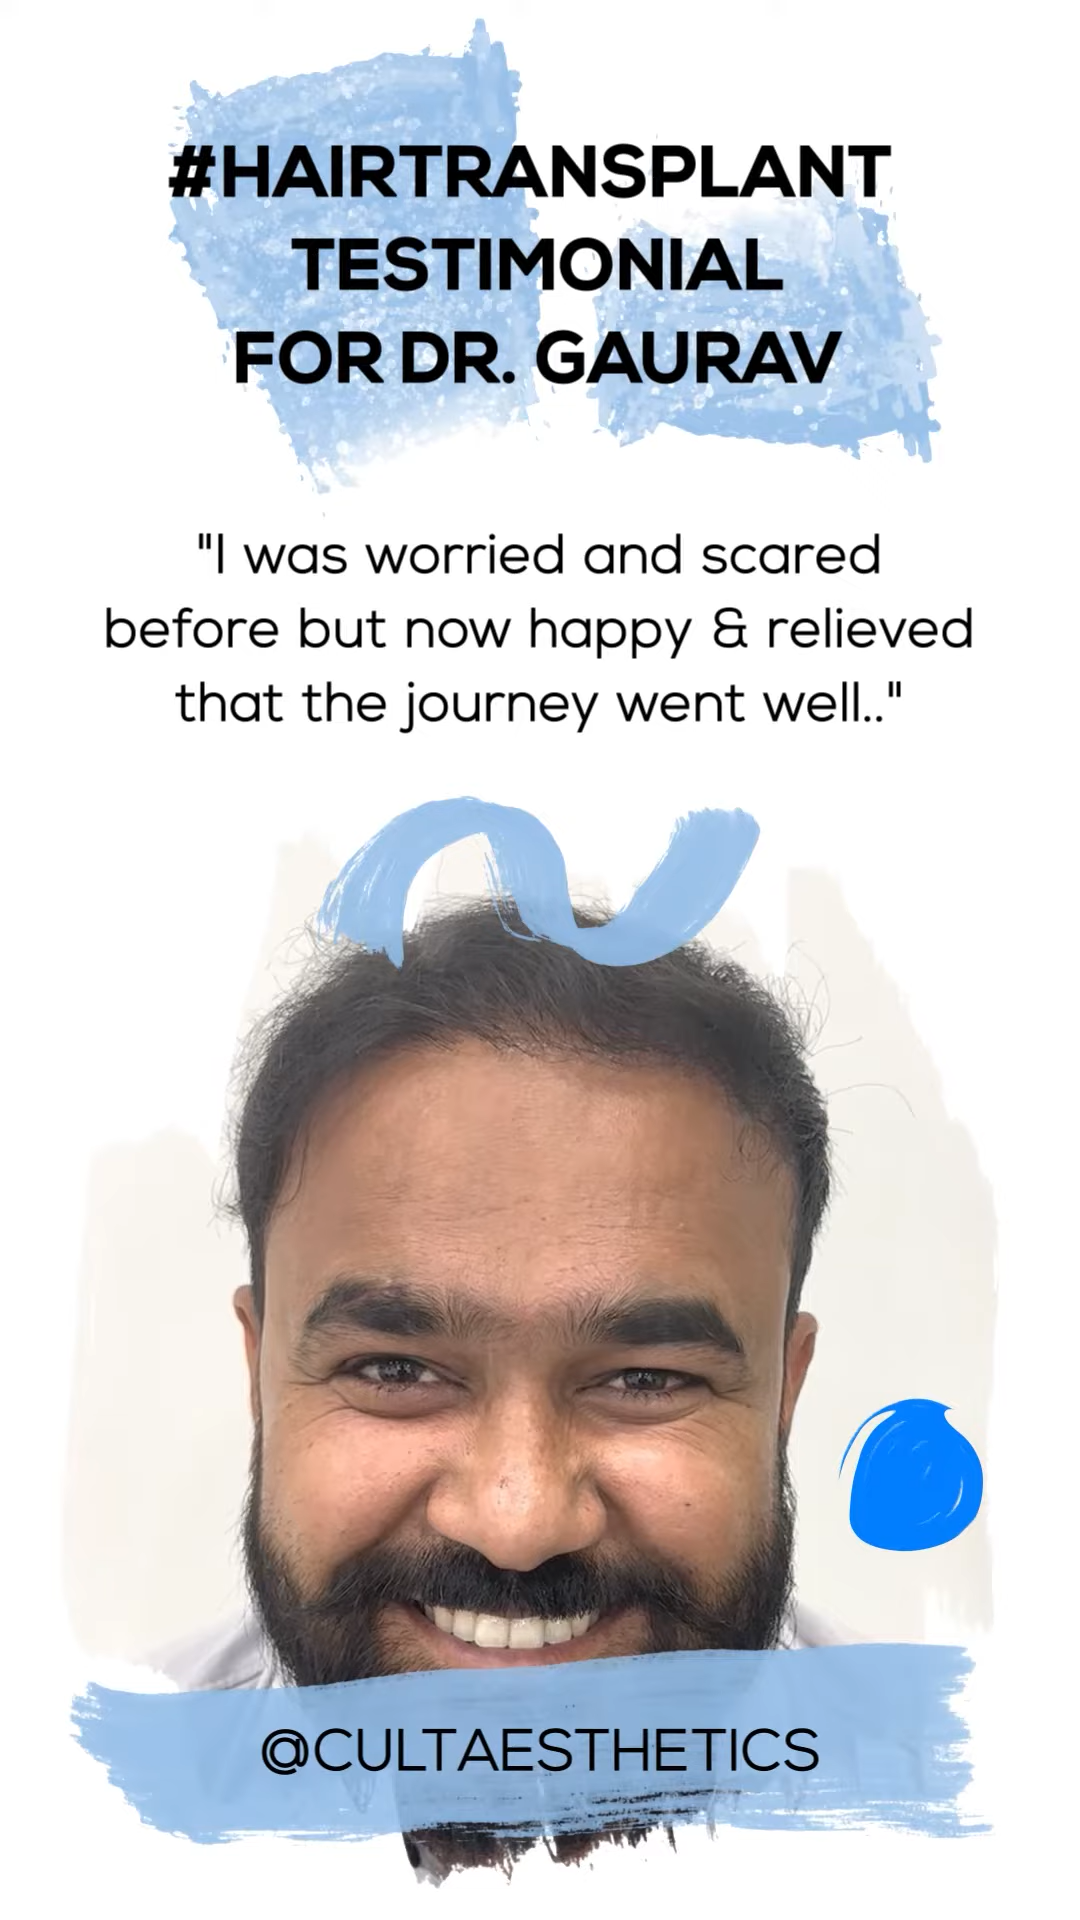 #HAIRTRANSPLANT
TESTIMONIAL
FOR DR. GAURAV
"I was worried and scared
before but now happy & relieved
that the journey went well.."
@CULTAESTHETICS